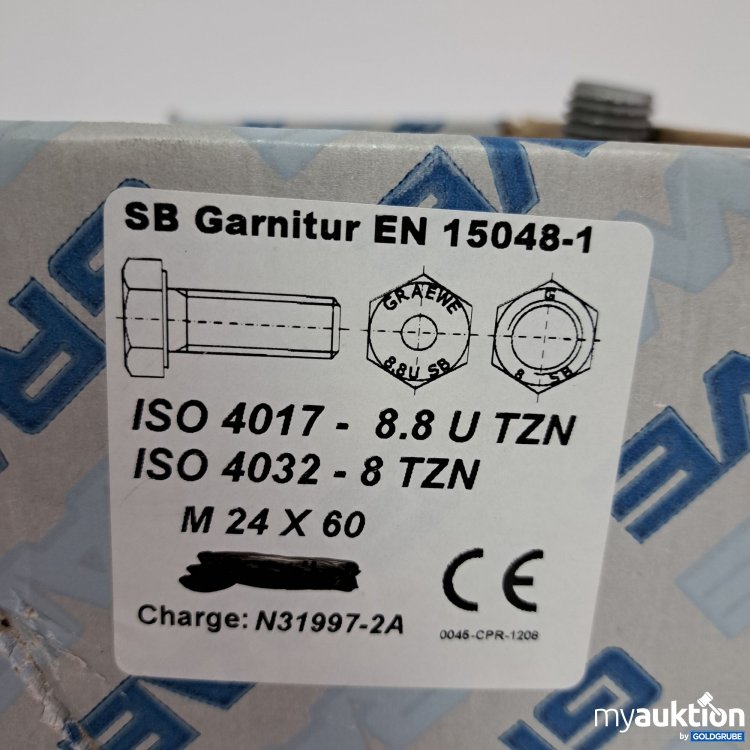 SB Garnitur EN 15048-1
GRAEWE
8.8U SB
G
8 SB
ISO 4017 - 8.8 U TZN
ISO 4032 - 8 TZN
M 24 X 60
Charge: N31997-2A
CE
0045-CPR-1208
myauktion
by GOLDGRUBE